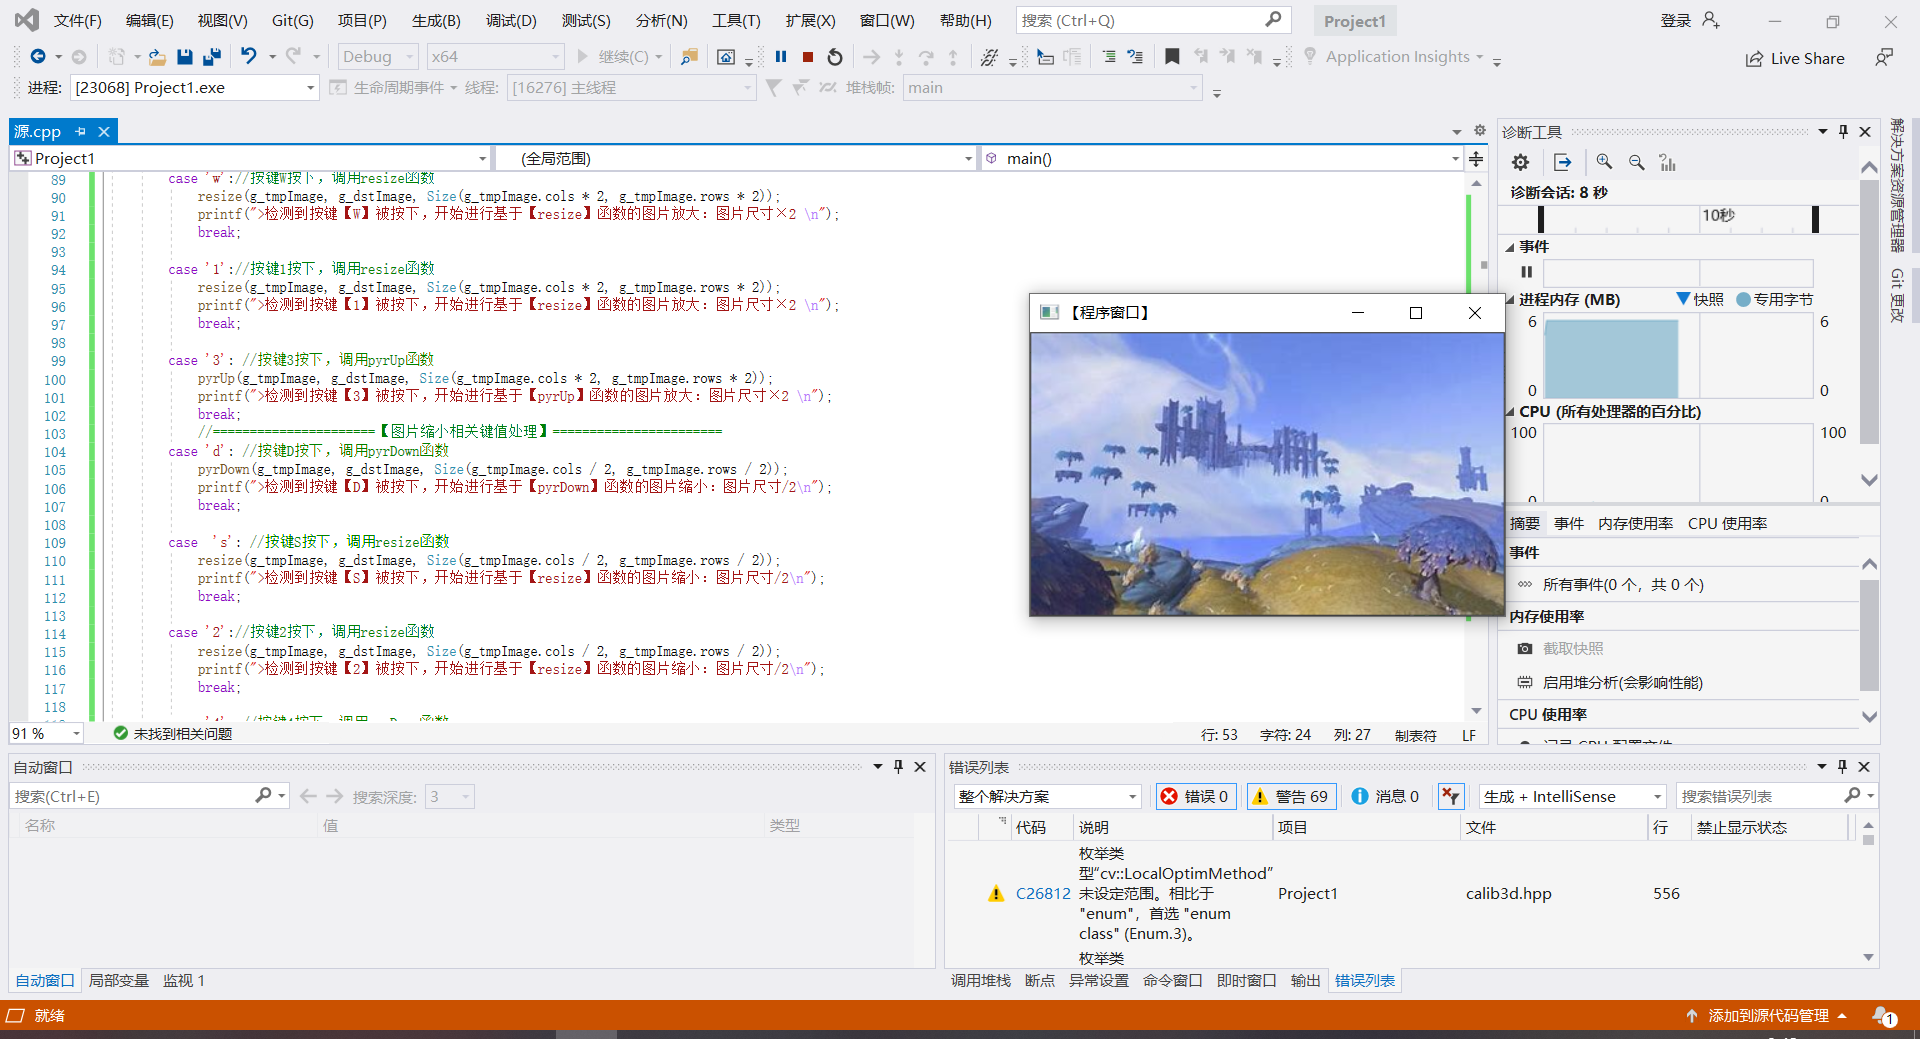 文件(F) 编辑(E) 视图(V) Git(G) 项目(P) 生成(B) 调试(D) 测试(S) 分析(N) 工具(T) 扩展(X) 窗口(W) 帮助(H) 搜索 (Ctrl+Q) Project1 登录
Debug x64 继续(C) Application Insights Live Share
进程: [23068] Project1.exe 生命周期事件 线程: [16276] 主线程 堆栈帧: main
源.cpp
Project1 (全局范围) main()
89 case 'w'://按键W按下，调用resize函数
90 resize(g_tmpImage, g_dstImage, Size(g_tmpImage.cols * 2, g_tmpImage.rows * 2));
91 printf(">检测到按键【W】被按下，开始进行基于【resize】函数的图片放大：图片尺寸×2 \n");
92 break;
93
94 case '1'://按键1按下，调用resize函数
95 resize(g_tmpImage, g_dstImage, Size(g_tmpImage.cols * 2, g_tmpImage.rows * 2));
96 printf(">检测到按键【1】被按下，开始进行基于【resize】函数的图片放大：图片尺寸×2 \n");
97 break;
98
99 case '3': //按键3按下，调用pyrUp函数
100 pyrUp(g_tmpImage, g_dstImage, Size(g_tmpImage.cols * 2, g_tmpImage.rows * 2));
101 printf(">检测到按键【3】被按下，开始进行基于【pyrUp】函数的图片放大：图片尺寸×2 \n");
102 break;
103 //======================【图片缩小相关键值处理】=======================
104 case 'd': //按键D按下，调用pyrDown函数
105 pyrDown(g_tmpImage, g_dstImage, Size(g_tmpImage.cols / 2, g_tmpImage.rows / 2));
106 printf(">检测到按键【D】被按下，开始进行基于【pyrDown】函数的图片缩小：图片尺寸/2\n");
107 break;
108
109 case  's': //按键S按下，调用resize函数
110 resize(g_tmpImage, g_dstImage, Size(g_tmpImage.cols / 2, g_tmpImage.rows / 2));
111 printf(">检测到按键【S】被按下，开始进行基于【resize】函数的图片缩小：图片尺寸/2\n");
112 break;
113
114 case '2'://按键2按下，调用resize函数
115 resize(g_tmpImage, g_dstImage, Size(g_tmpImage.cols / 2, g_tmpImage.rows / 2));
116 printf(">检测到按键【2】被按下，开始进行基于【resize】函数的图片缩小：图片尺寸/2\n");
117 break;
118
91 % 未找到相关问题 行: 53 字符: 24 列: 27 制表符 LF
【程序窗口】
诊断工具
诊断会话: 8 秒
10秒
事件
进程内存 (MB) 快照 专用字节
6 6
0 0
CPU (所有处理器的百分比)
100 100
0 0
摘要 事件 内存使用率 CPU 使用率
事件
所有事件(0 个，共 0 个)
内存使用率
截取快照
启用堆分析(会影响性能)
CPU 使用率
记录 CPU 配置文件
解决方案资源管理器
Git 更改
自动窗口
搜索(Ctrl+E) 搜索深度: 3
名称 值 类型
自动窗口 局部变量 监视 1
错误列表
整个解决方案 错误 0 警告 69 消息 0 生成 + IntelliSense 搜索错误列表
代码 说明 项目 文件 行 禁止显示状态
枚举类
型“cv::LocalOptimMethod”
C26812 未设定范围。相比于 Project1 calib3d.hpp 556
"enum"，首选 "enum
class" (Enum.3)。
枚举类
调用堆栈 断点 异常设置 命令窗口 即时窗口 输出 错误列表
就绪 添加到源代码管理 1